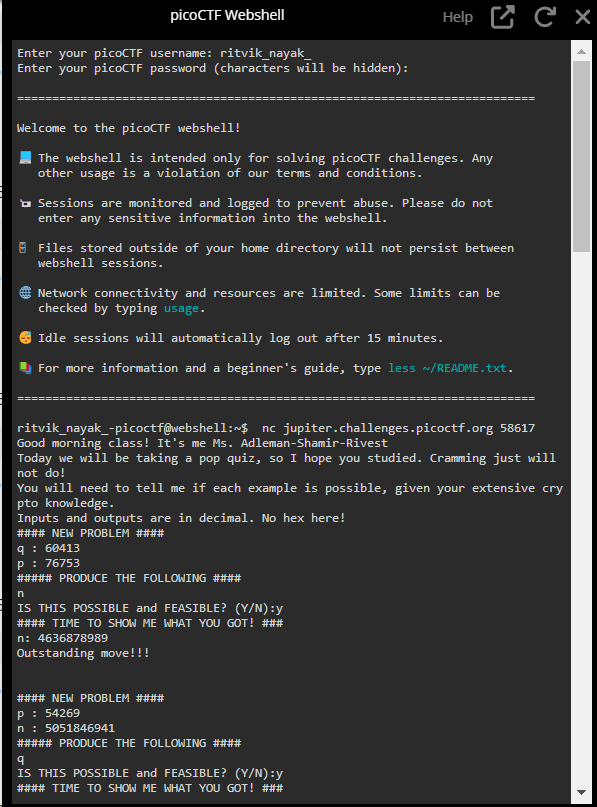 picoCTF Webshell
Help
Enter your picoCTF username: ritvik_nayak_
Enter your picoCTF password (characters will be hidden):
==========================================================================
Welcome to the picoCTF webshell!
The webshell is intended only for solving picoCTF challenges. Any
other usage is a violation of our terms and conditions.
Sessions are monitored and logged to prevent abuse. Please do not
enter any sensitive information into the webshell.
Files stored outside of your home directory will not persist between
webshell sessions.
Network connectivity and resources are limited. Some limits can be
checked by typing usage.
Idle sessions will automatically log out after 15 minutes.
For more information and a beginner's guide, type less ~/README.txt.
==========================================================================
ritvik_nayak_-picoctf@webshell:~$  nc jupiter.challenges.picoctf.org 58617
Good morning class! It's me Ms. Adleman-Shamir-Rivest
Today we will be taking a pop quiz, so I hope you studied. Cramming just will
not do!
You will need to tell me if each example is possible, given your extensive cry
pto knowledge.
Inputs and outputs are in decimal. No hex here!
#### NEW PROBLEM ####
q : 60413
p : 76753
##### PRODUCE THE FOLLOWING ####
n
IS THIS POSSIBLE and FEASIBLE? (Y/N):y
#### TIME TO SHOW ME WHAT YOU GOT! ###
n: 4636878989
Outstanding move!!!
#### NEW PROBLEM ####
p : 54269
n : 5051846941
##### PRODUCE THE FOLLOWING ####
q
IS THIS POSSIBLE and FEASIBLE? (Y/N):y
#### TIME TO SHOW ME WHAT YOU GOT! ###